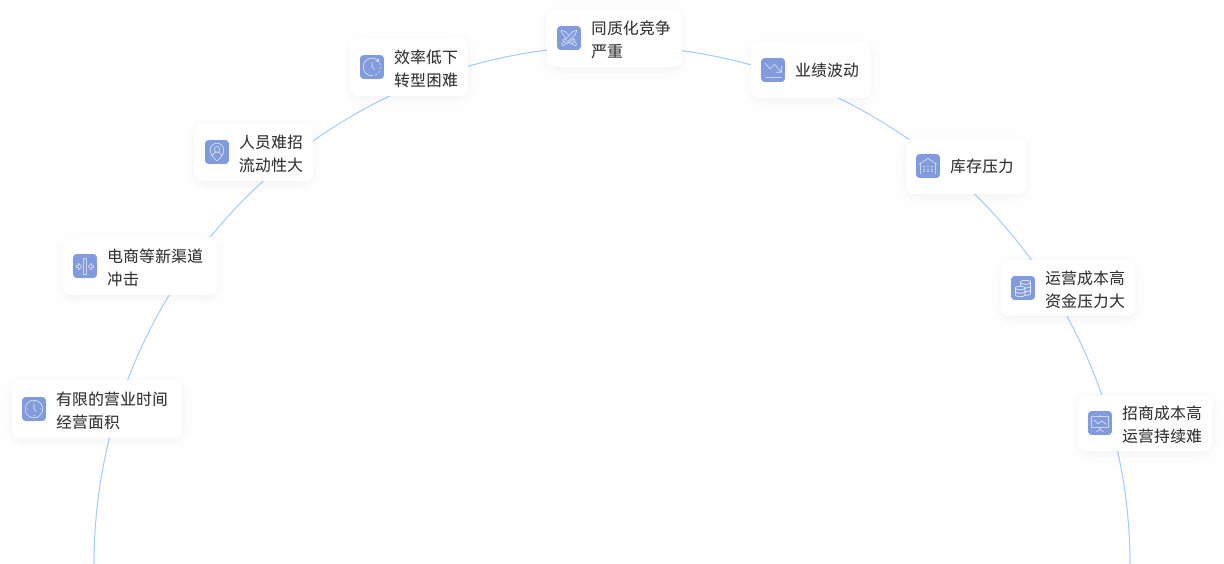 同质化竞争
严重
效率低下
转型困难
业绩波动
人员难招
流动性大
库存压力
电商等新渠道
冲击
运营成本高
资金压力大
有限的营业时间
经营面积
招商成本高
运营持续难